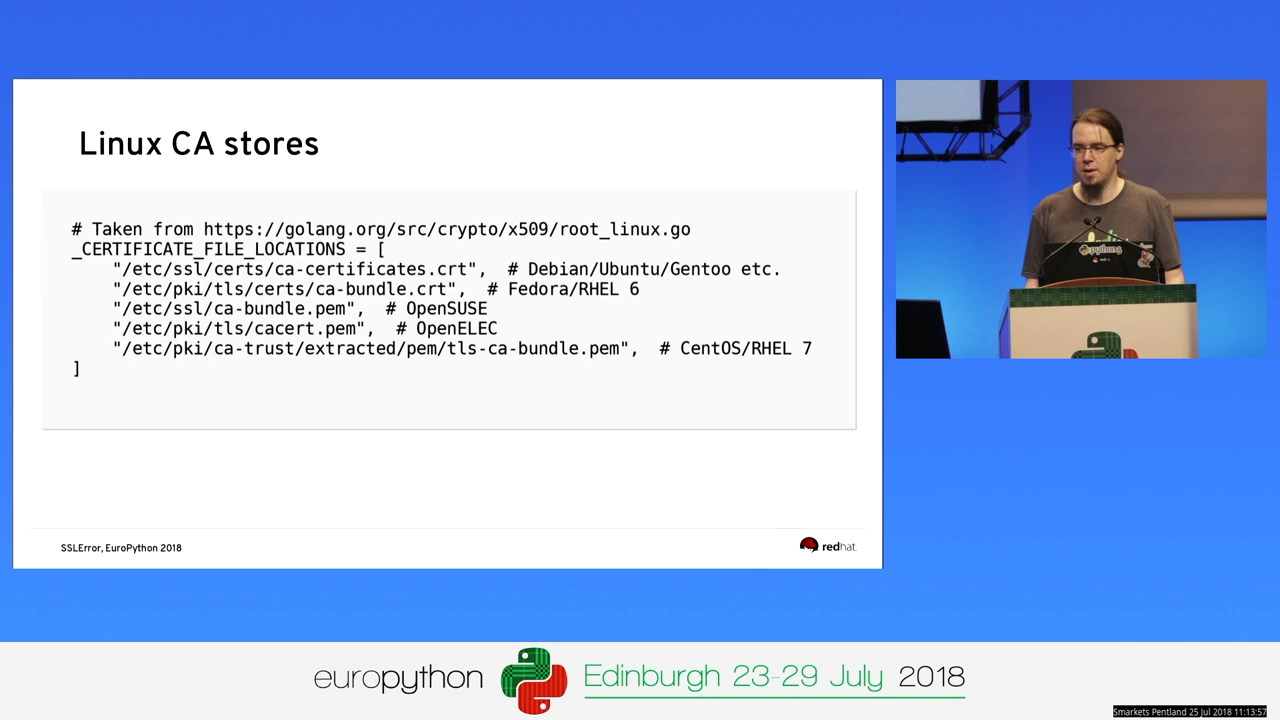 Linux CA stores
# Taken from https://golang.org/src/crypto/x509/root_linux.go
_CERTIFICATE_FILE_LOCATIONS = [
    "/etc/ssl/certs/ca-certificates.crt",  # Debian/Ubuntu/Gentoo etc.
    "/etc/pki/tls/certs/ca-bundle.crt",  # Fedora/RHEL 6
    "/etc/ssl/ca-bundle.pem",  # OpenSUSE
    "/etc/pki/tls/cacert.pem",  # OpenELEC
    "/etc/pki/ca-trust/extracted/pem/tls-ca-bundle.pem",  # CentOS/RHEL 7
]
SSLError, EuroPython 2018
redhat.
europython Edinburgh 23-29 July 2018
Smarkets Pentland 25 Jul 2018 11:13:57